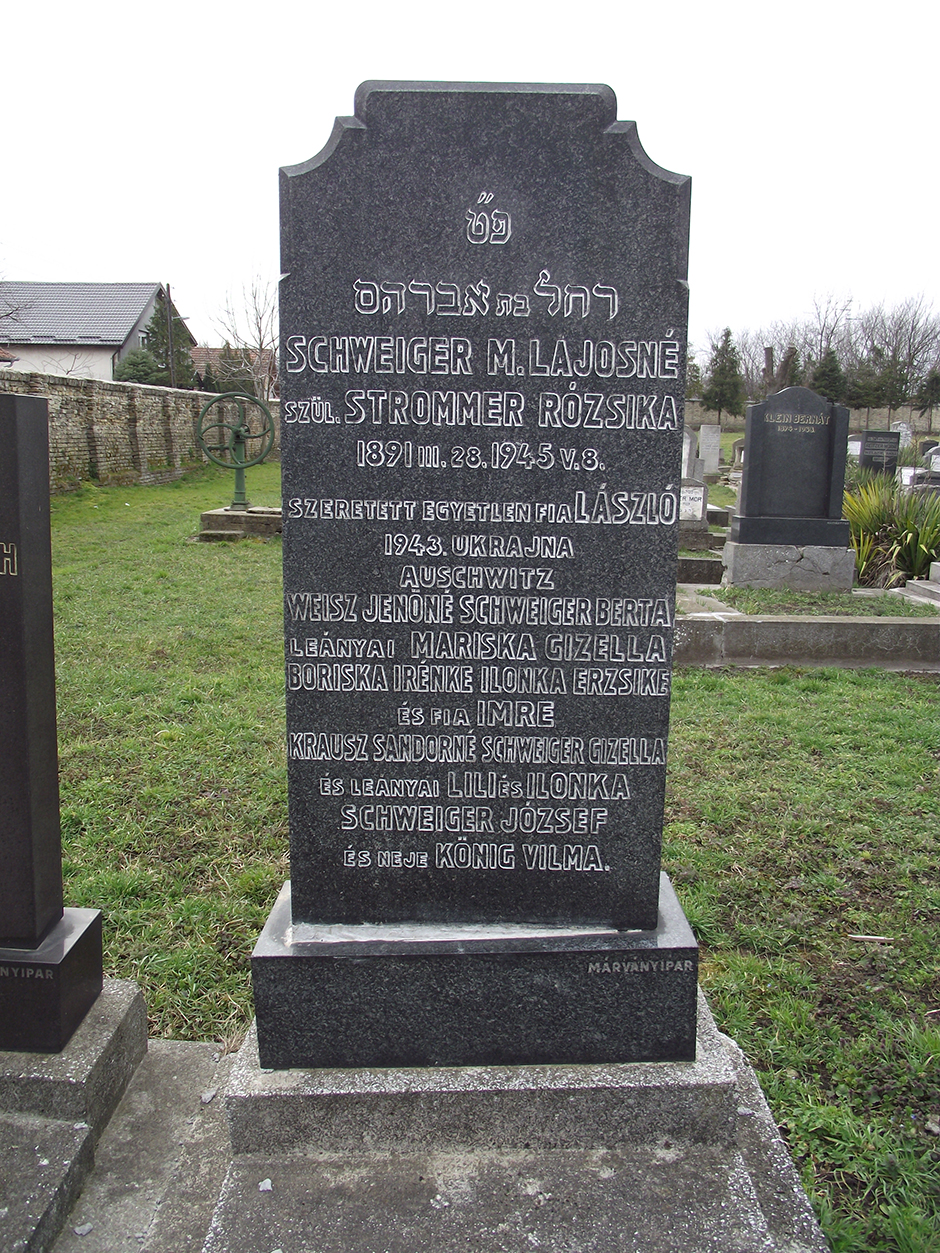 פ״ט
רחל בת אברהם
SCHWEIGER M. LAJOSNÉ
SZÜL. STROMMER RÓZSIKA
1891 III. 28. 1945 V. 8.
SZERETETT EGYETLEN FIA LÁSZLÓ
1943. UKRAJNA
AUSCHWITZ
WEISZ JENŐNÉ SCHWEIGER BERTA
LEÁNYAI MARISKA GIZELLA
BORISKA IRÉNKE ILONKA ERZSIKE
ÉS FIA IMRE
KRAUSZ SANDORNÉ SCHWEIGER GIZELLA
ÉS LEÁNYAI LILI ÉS ILONKA
SCHWEIGER JÓZSEF
ÉS NEJE KÖNIG VILMA.
MÁRVÁNYIPAR
NYIPAR
H
KLEIN BERNÁT